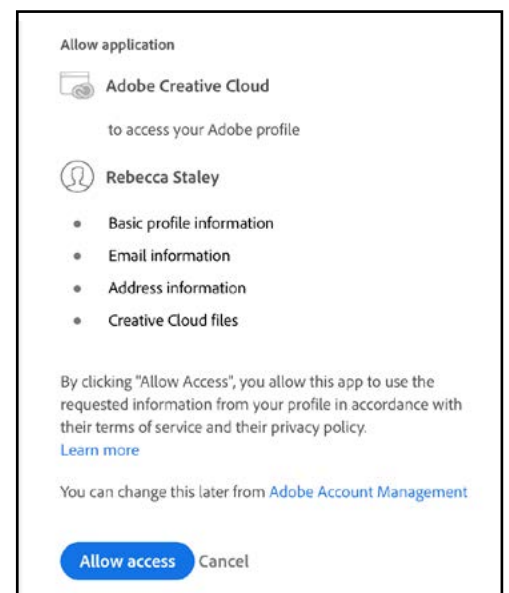 Allow application
Adobe Creative Cloud
to access your Adobe profile
Rebecca Staley
• Basic profile information
• Email information
• Address information
• Creative Cloud files
By clicking "Allow Access", you allow this app to use the
requested information from your profile in accordance with
their terms of service and their privacy policy.
Learn more
You can change this later from Adobe Account Management
Allow access Cancel